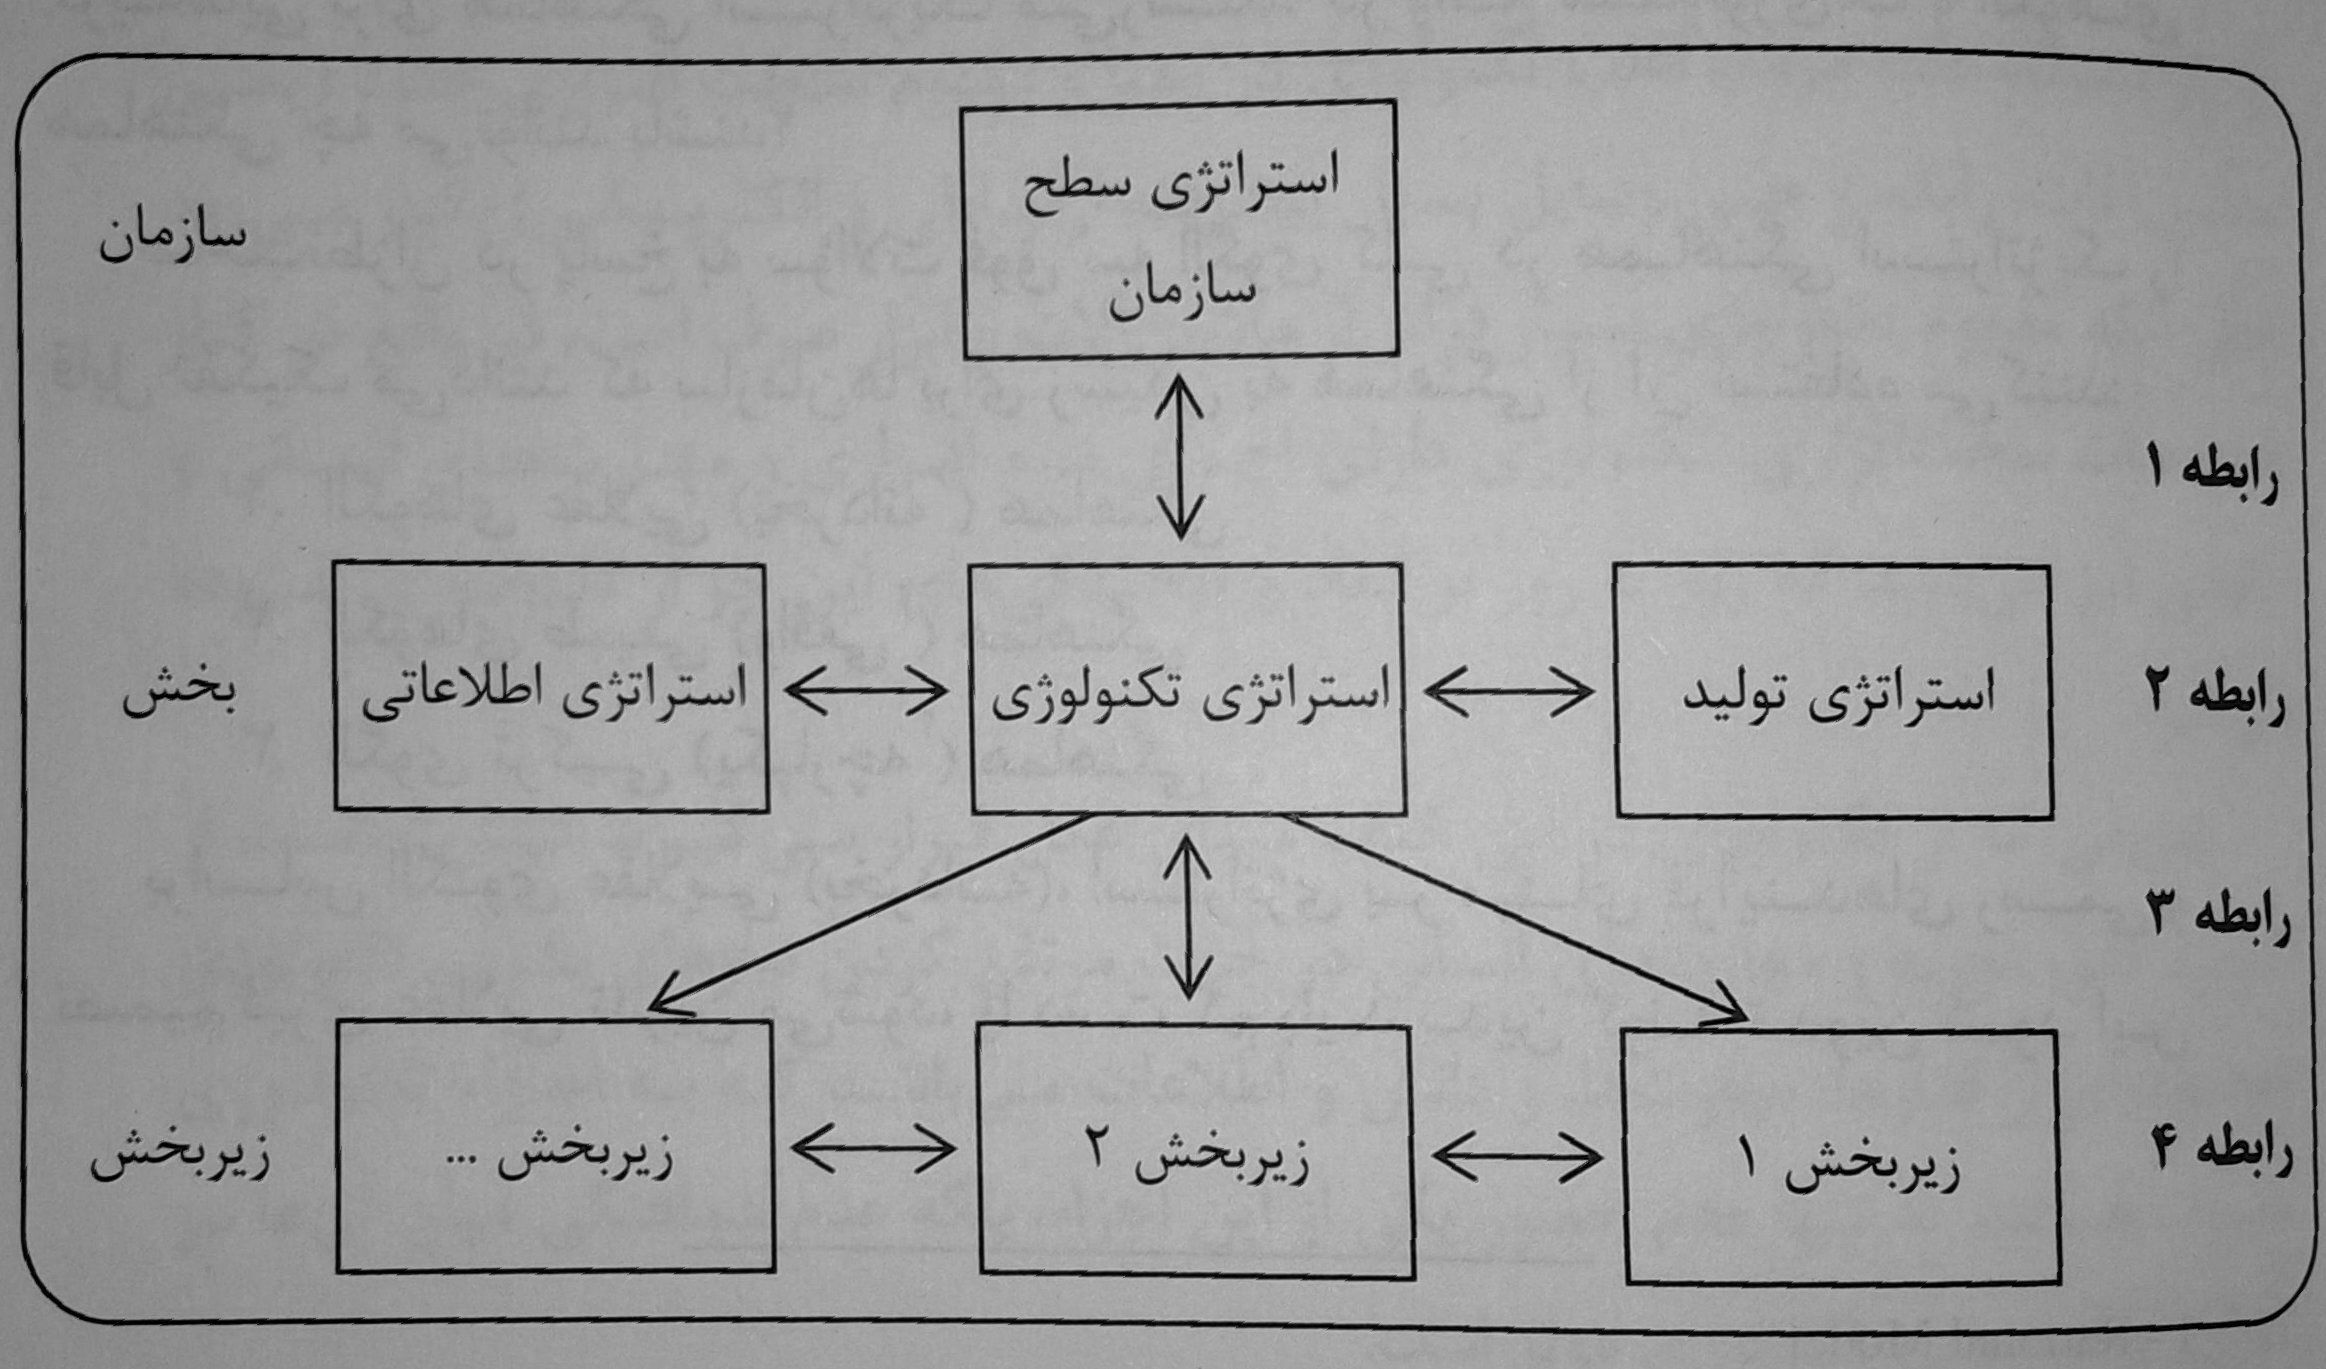 استراتژی سطح
سازمان
سازمان
رابطه ۱
رابطه ۲
استراتژی تولید
استراتژی تکنولوژی
استراتژی اطلاعاتی
بخش
رابطه ۳
رابطه ۴
زیربخش ۱
زیربخش ۲
زیربخش ...
زیربخش